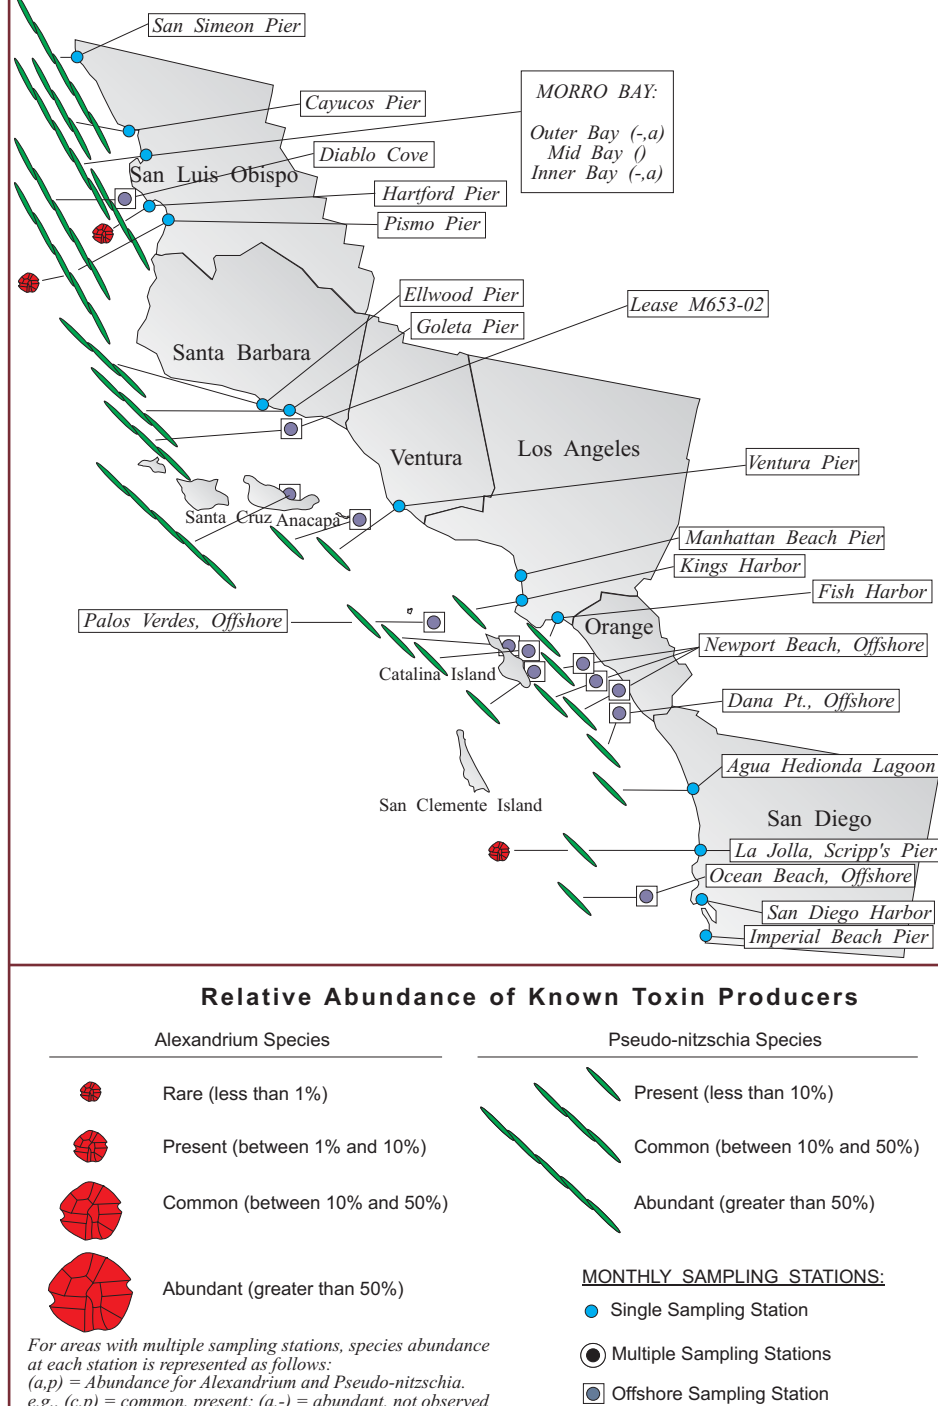 San Simeon Pier
Cayucos Pier
MORRO BAY:
Outer Bay (-,a)
Mid Bay ()
Inner Bay (-,a)
Diablo Cove
San Luis Obispo
Hartford Pier
Pismo Pier
Ellwood Pier
Lease M653-02
Goleta Pier
Santa Barbara
Ventura
Los Angeles
Ventura Pier
Santa Cruz
Anacapa
Manhattan Beach Pier
Kings Harbor
Fish Harbor
Palos Verdes, Offshore
Orange
Newport Beach, Offshore
Catalina Island
Dana Pt., Offshore
Agua Hedionda Lagoon
San Clemente Island
San Diego
La Jolla, Scripp's Pier
Ocean Beach, Offshore
San Diego Harbor
Imperial Beach Pier
Relative Abundance of Known Toxin Producers
Alexandrium Species
Rare (less than 1%)
Present (between 1% and 10%)
Common (between 10% and 50%)
Abundant (greater than 50%)
Pseudo-nitzschia Species
Present (less than 10%)
Common (between 10% and 50%)
Abundant (greater than 50%)
MONTHLY SAMPLING STATIONS:
Single Sampling Station
Multiple Sampling Stations
Offshore Sampling Station
For areas with multiple sampling stations, species abundance
at each station is represented as follows:
(a,p) = Abundance for Alexandrium and Pseudo-nitzschia.
e.g., (c,p) = common, present; (a,-) = abundant, not observed